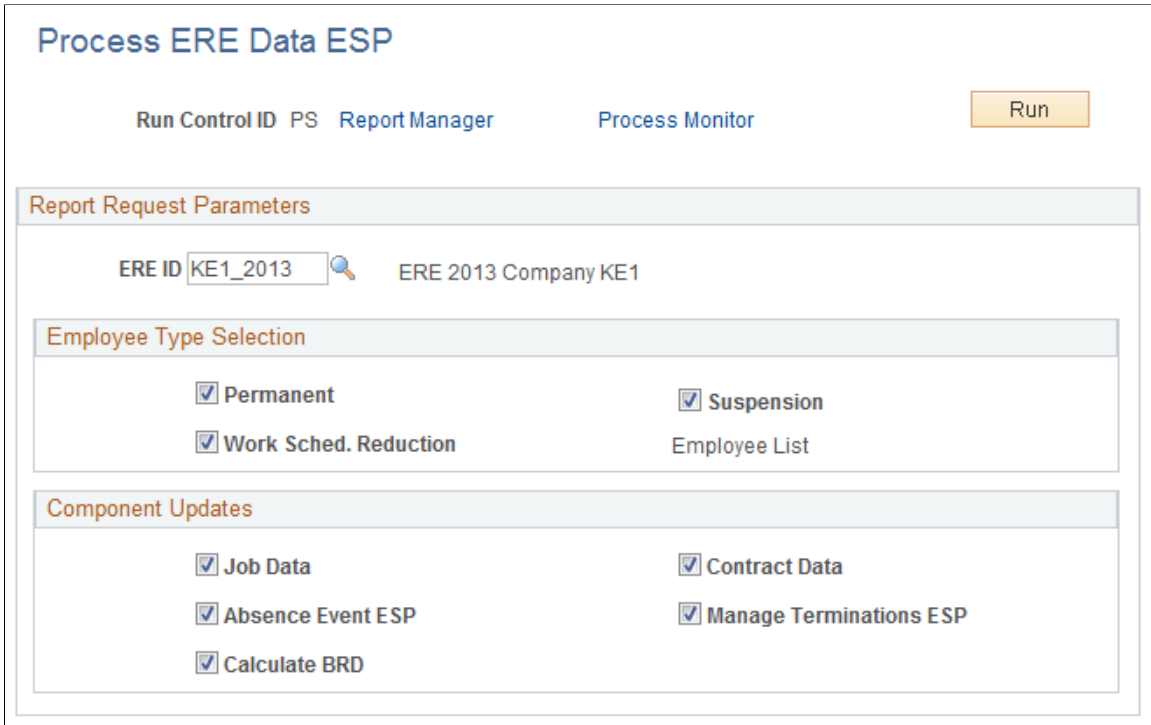 Process ERE Data ESP
Run Control ID PS Report Manager Process Monitor Run
Report Request Parameters
ERE ID KE1_2013 ERE 2013 Company KE1
Employee Type Selection
Permanent Suspension
Work Sched. Reduction Employee List
Component Updates
Job Data Contract Data
Absence Event ESP Manage Terminations ESP
Calculate BRD